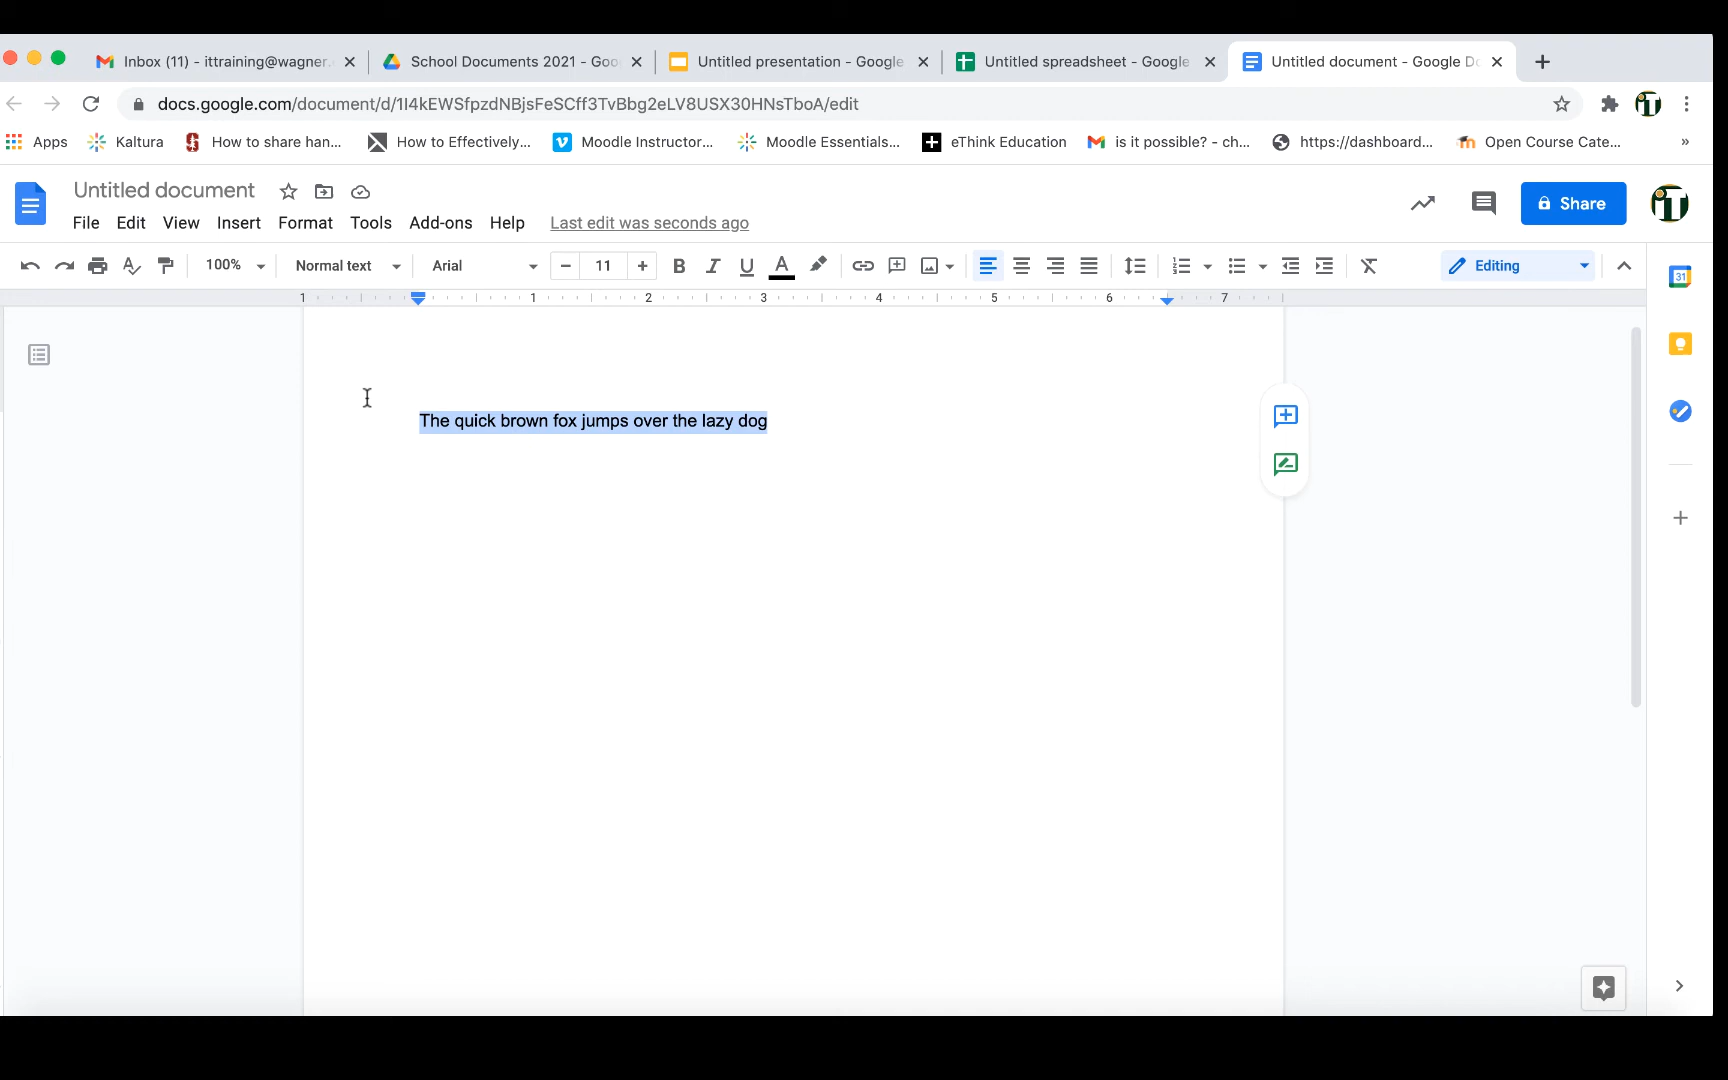 Inbox (11) - ittraining@wagner.
School Documents 2021 - Goo
Untitled presentation - Google
Untitled spreadsheet - Google
Untitled document - Google Do
docs.google.com/document/d/1I4kEWSfpzdNBjsFeSCff3TvBbg2eLV8USX30HNsTboA/edit
Apps
Kaltura
How to share han...
How to Effectively...
Moodle Instructor...
Moodle Essentials...
eThink Education
is it possible? - ch...
https://dashboard...
Open Course Cate...
»
Untitled document
Share
File Edit View Insert Format Tools Add-ons Help Last edit was seconds ago
100% Normal text Arial 11 B I U A Editing
1 1 2 3 4 5 6 7
31
The quick brown fox jumps over the lazy dog